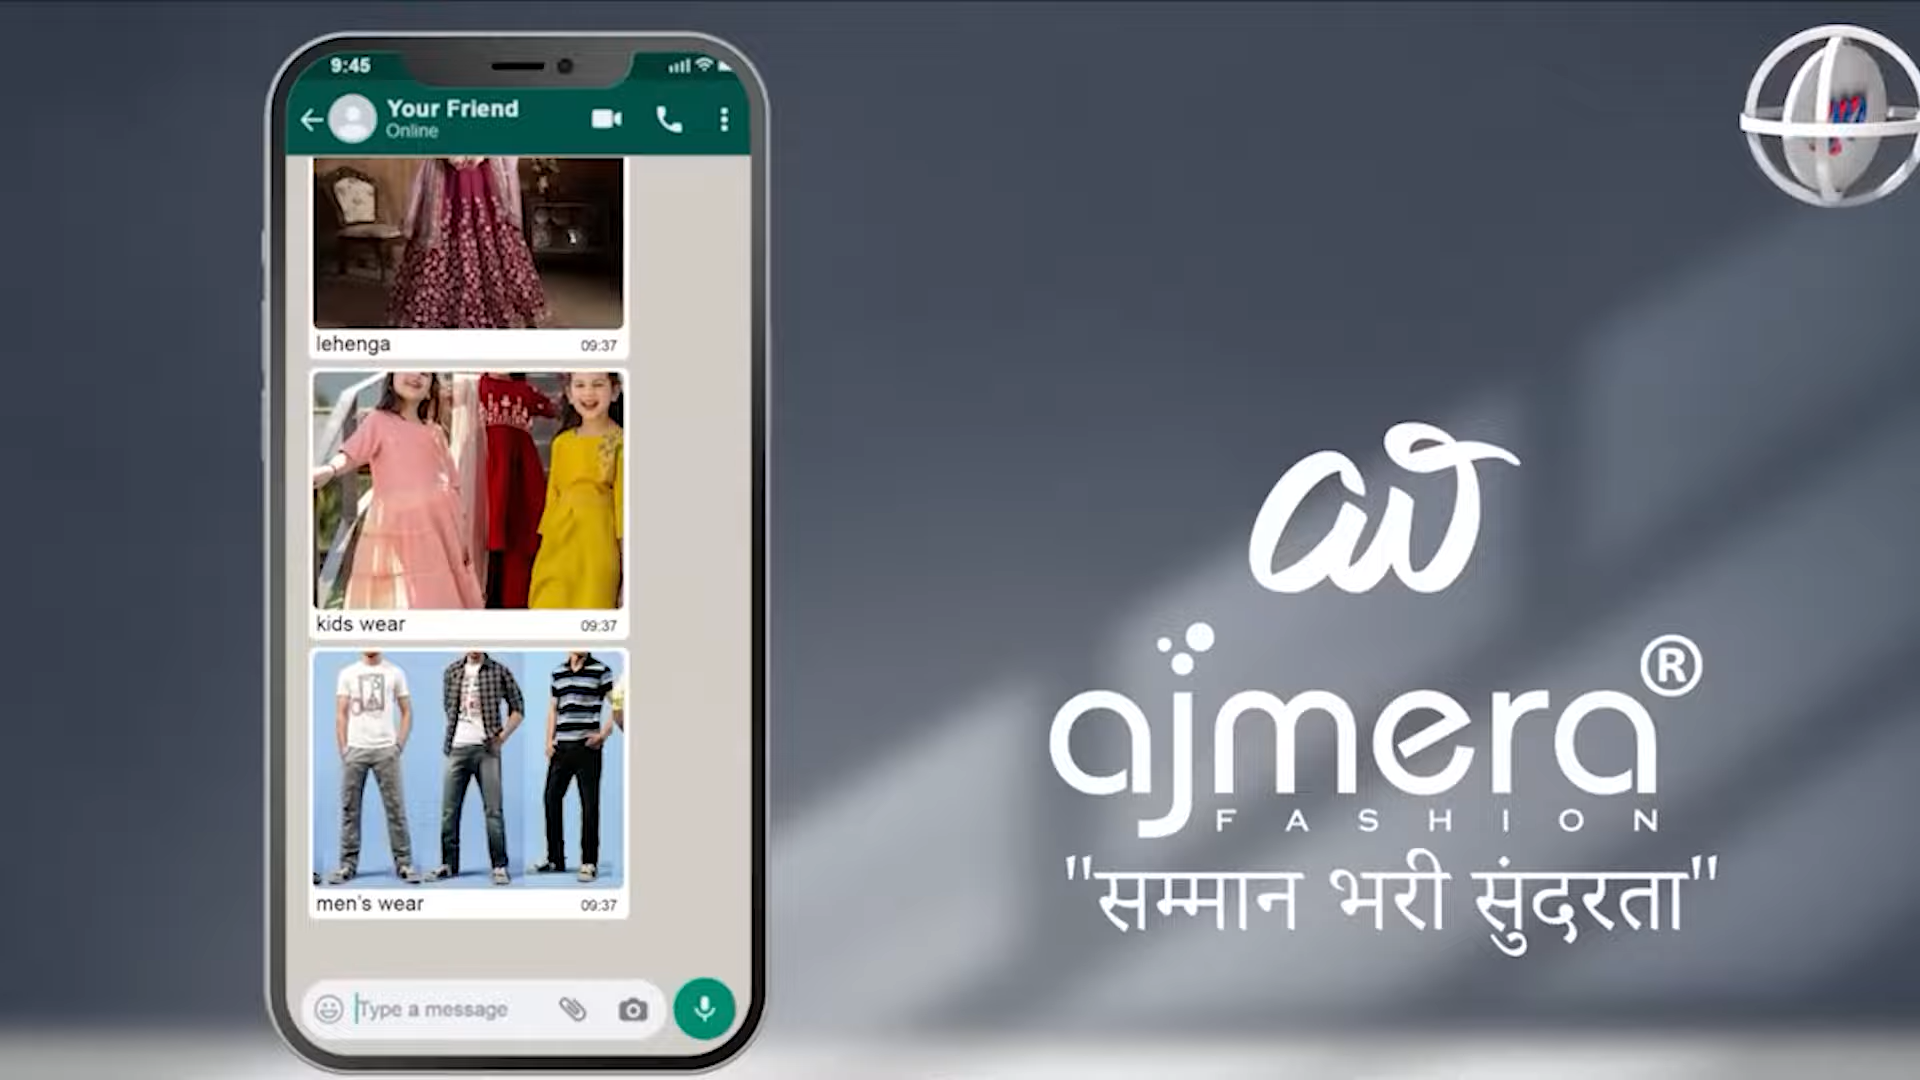 9:45
Your Friend
Online
lehenga 09:37
kids wear 09:37
men's wear 09:37
Type a message
aw
ajmera®
FASHION
"सम्मान भरी सुंदरता"